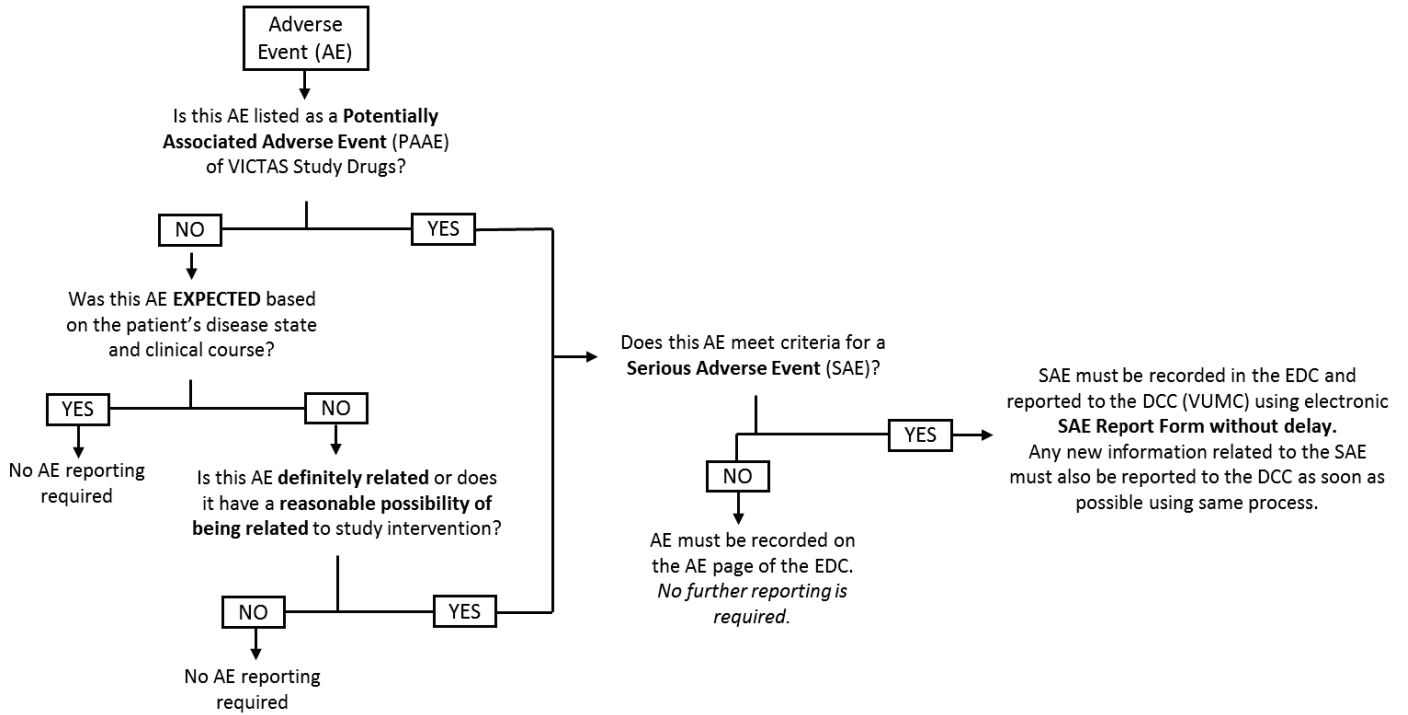 Adverse
Event (AE)
Is this AE listed as a Potentially
Associated Adverse Event (PAAE)
of VICTAS Study Drugs?
NO
YES
Was this AE EXPECTED based
on the patient's disease state
and clinical course?
YES
NO
No AE reporting
required
Is this AE definitely related or does
it have a reasonable possibility of
being related to study intervention?
NO
YES
No AE reporting
required
Does this AE meet criteria for a
Serious Adverse Event (SAE)?
YES
NO
AE must be recorded on
the AE page of the EDC.
No further reporting is
required.
SAE must be recorded in the EDC and
reported to the DCC (VUMC) using electronic
SAE Report Form without delay.
Any new information related to the SAE
must also be reported to the DCC as soon as
possible using same process.